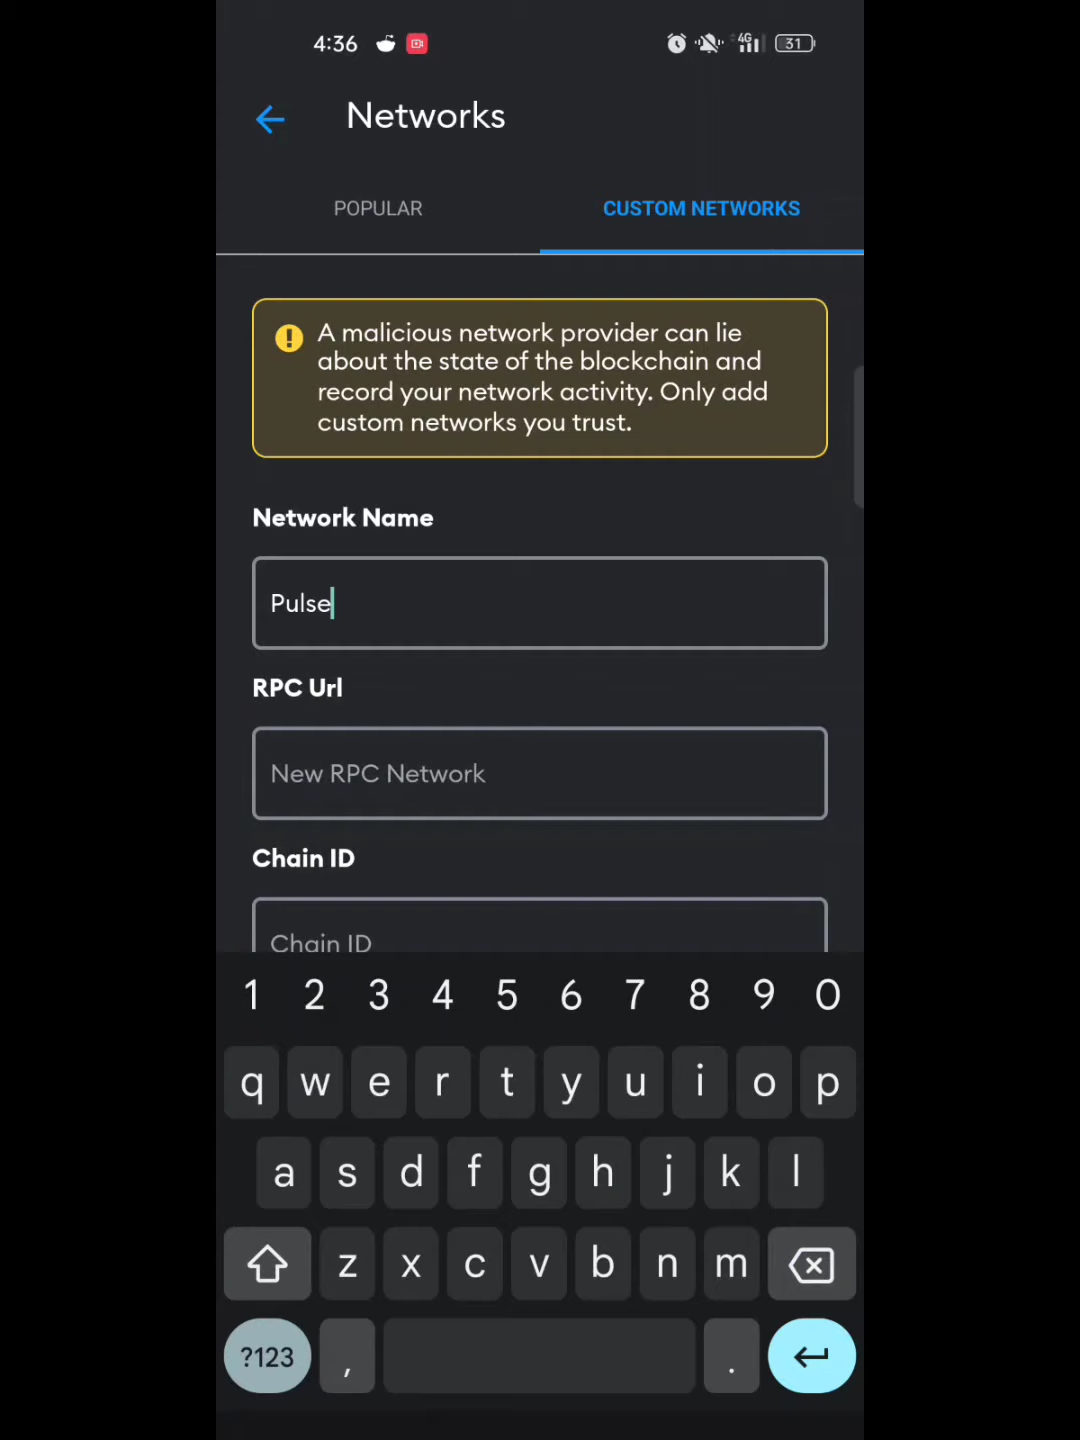 4:36 4G 31
Networks
POPULAR CUSTOM NETWORKS
A malicious network provider can lie
about the state of the blockchain and
record your network activity. Only add
custom networks you trust.
Network Name
Pulse
RPC Url
New RPC Network
Chain ID
Chain ID
1 2 3 4 5 6 7 8 9 0
q w e r t y u i o p
a s d f g h j k l
z x c v b n m
?123 , .